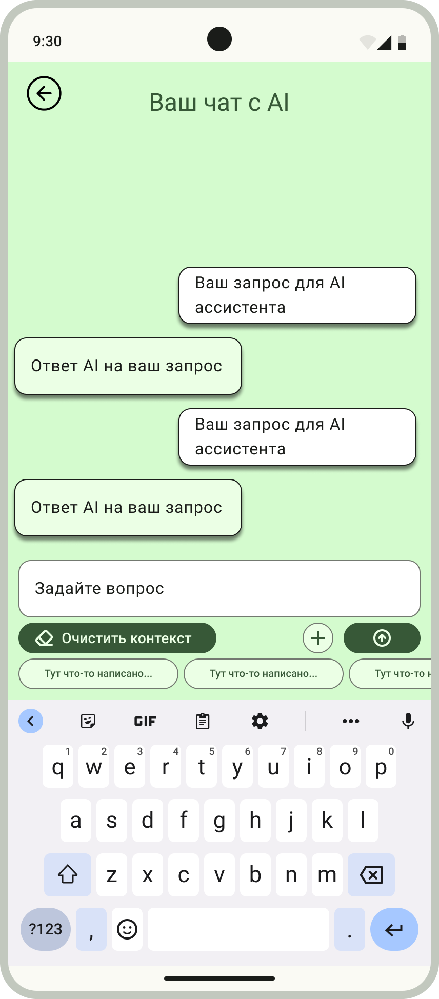 9:30
Ваш чат с AI
Ваш запрос для AI
ассистента
Ответ AI на ваш запрос
Ваш запрос для AI
ассистента
Ответ AI на ваш запрос
Задайте вопрос
Очистить контекст
Тут что-то написано... Тут что-то написано... Тут что-то н
GIF
1 2 3 4 5 6 7 8 9 0
q w e r t y u i o p
a s d f g h j k l
z x c v b n m
?123 , .